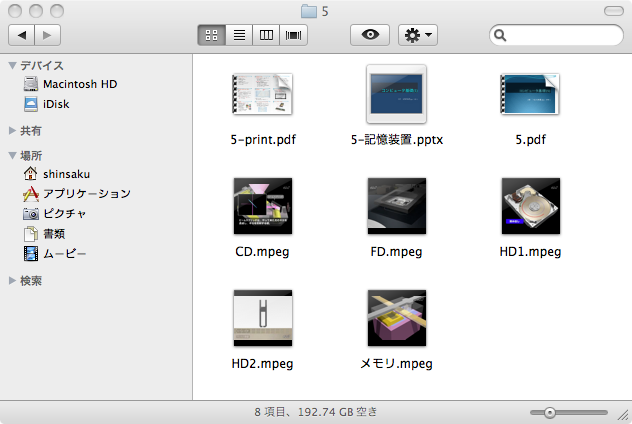 5
デバイス
Macintosh HD
iDisk
共有
場所
shinsaku
アプリケーション
ピクチャ
書類
ムービー
検索
5-print.pdf
5-記憶装置.pptx
5.pdf
CD.mpeg
FD.mpeg
HD1.mpeg
HD2.mpeg
メモリ.mpeg
8 項目、192.74 GB 空き